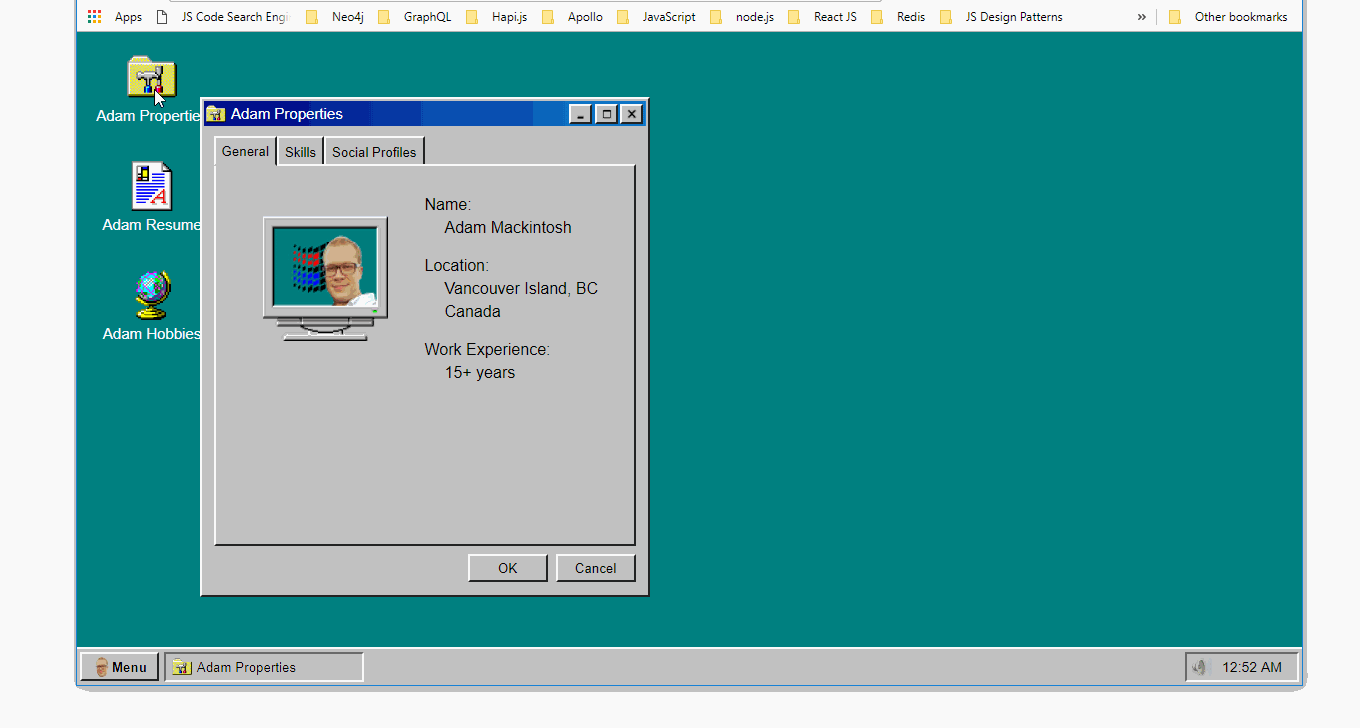 Apps JS Code Search Engi Neo4j GraphQL Hapi.js Apollo JavaScript node.js React JS Redis JS Design Patterns » Other bookmarks
Adam Propertie
Adam Resume
Adam Hobbies
Adam Properties
General Skills Social Profiles
Name:
Adam Mackintosh
Location:
Vancouver Island, BC
Canada
Work Experience:
15+ years
OK Cancel
Menu Adam Properties 12:52 AM